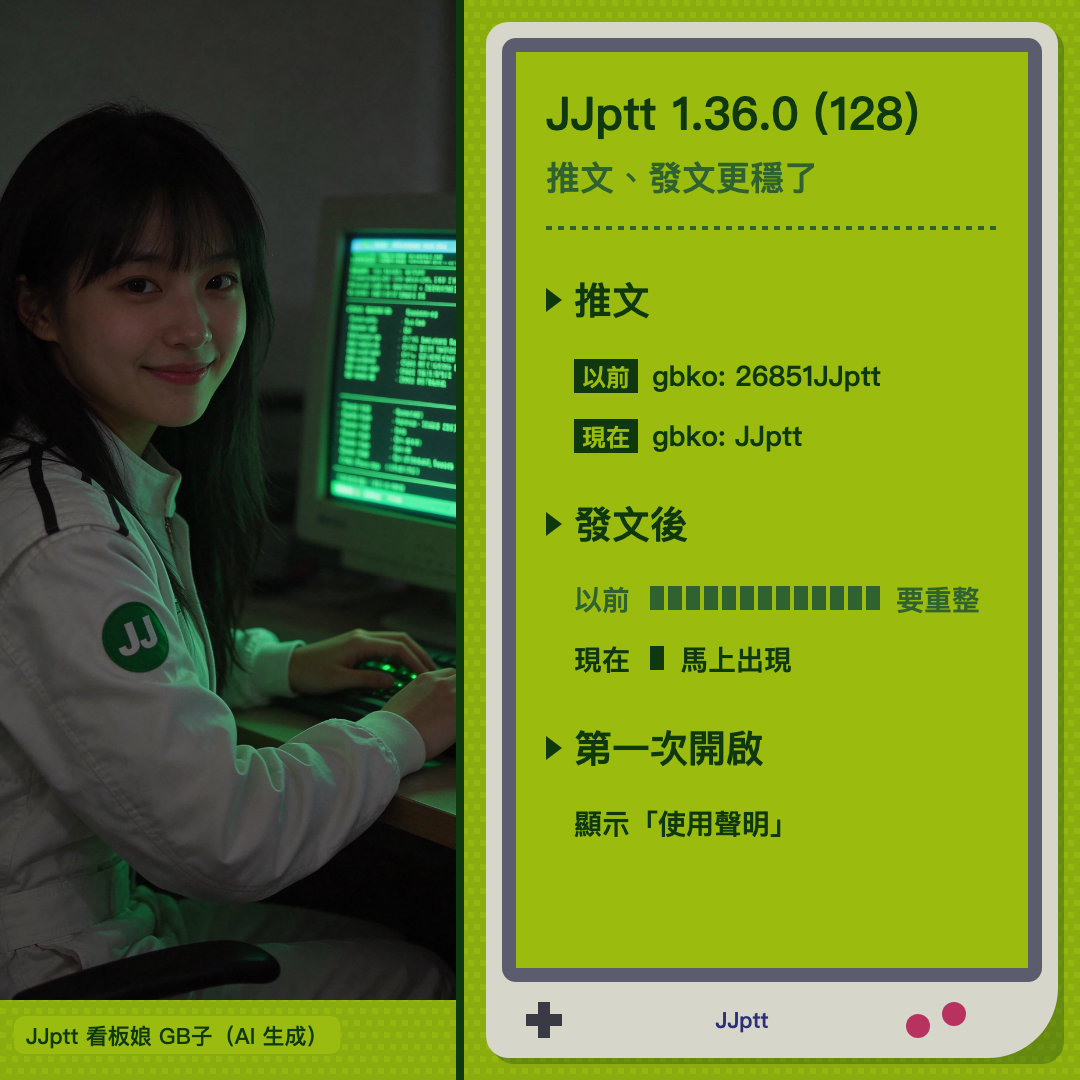 JJptt 1.36.0 (128)
推文、發文更穩了
推文
以前 gbko: 26851JJptt
現在 gbko: JJptt
發文後
以前 要重整
現在 馬上出現
第一次開啟
顯示「使用聲明」
JJ
JJptt 看板娘 GB子（AI 生成）
JJptt